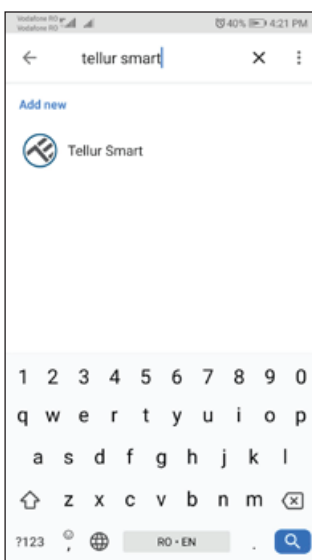 Vodafone RO
Vodafone RO
40% 4:21 PM
tellur smart
Add new
Tellur Smart
1 2 3 4 5 6 7 8 9 0
q w e r t y u i o p
a s d f g h j k l
z x c v b n m
?123 , RO • EN .